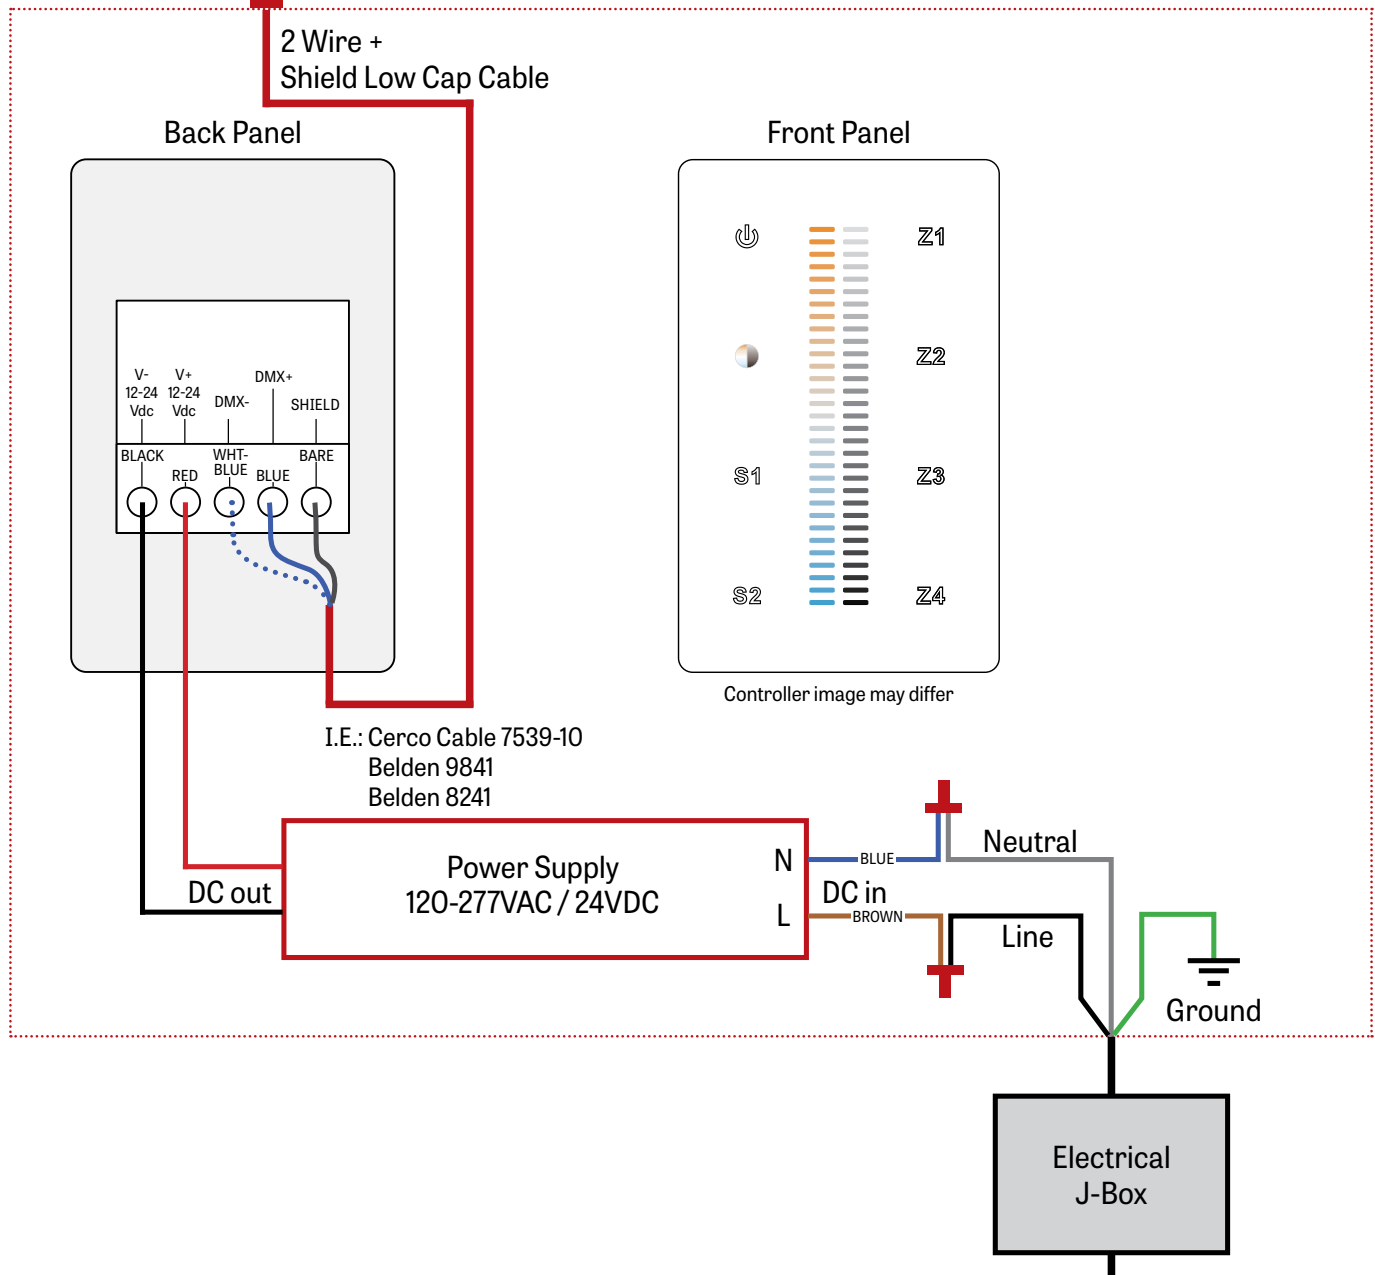 2 Wire +
Shield Low Cap Cable
Back Panel
Front Panel
V-
12-24
Vdc
V+
12-24
Vdc
DMX-
DMX+
SHIELD
BLACK
RED
WHT-
BLUE
BLUE
BARE
Z1
Z2
S1
Z3
S2
Z4
Controller image may differ
I.E.: Cerco Cable 7539-10
Belden 9841
Belden 8241
Power Supply
120-277VAC / 24VDC
DC out
N
L
DC in
BLUE
BROWN
Neutral
Line
Ground
Electrical
J-Box